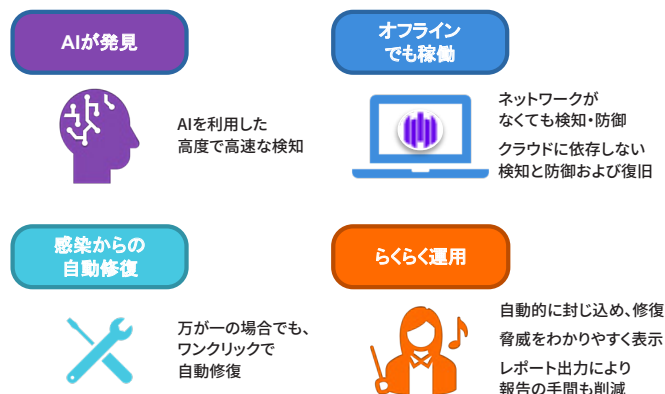 AIが発見
AIを利用した
高度で高速な検知
オフライン
でも稼働
ネットワークが
なくても検知・防御
クラウドに依存しない
検知と防御および復旧
感染からの
自動修復
万が一の場合でも、
ワンクリックで
自動修復
らくらく運用
自動的に封じ込め、修復
脅威をわかりやすく表示
レポート出力により
報告の手間も削減